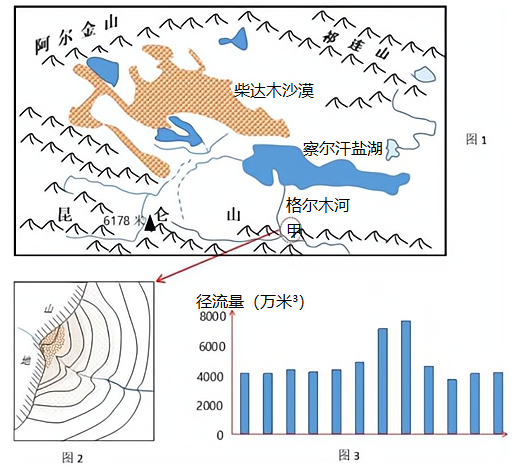 阿尔金山
祁连山
柴达木沙漠
图1
察尔汗盐湖
格尔木河
昆仑山
6178米
甲
径流量（万米³）
8000
6000
4000
2000
0
山
地
图2
图3